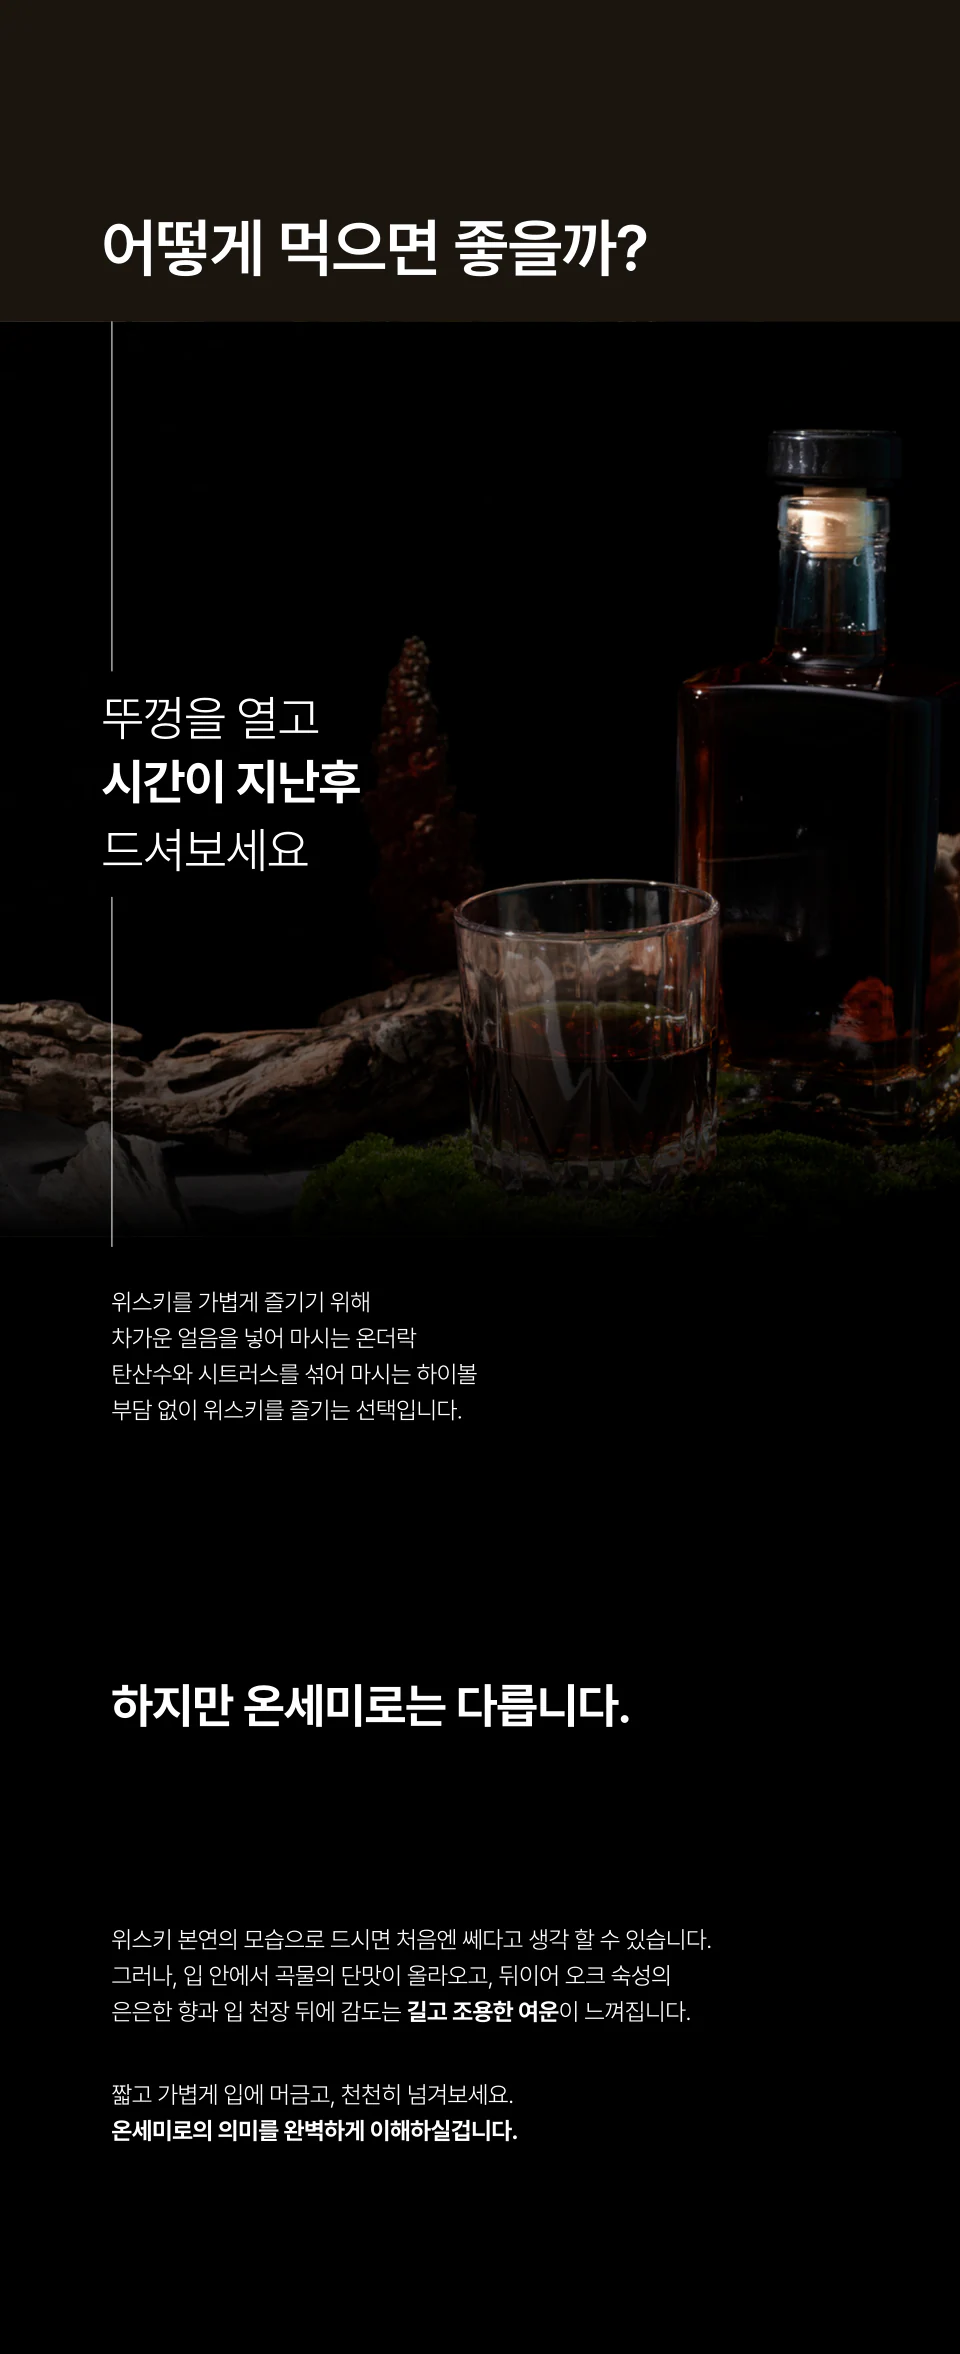 어떻게 먹으면 좋을까?
뚜껑을 열고
시간이 지난후
드셔보세요
위스키를 가볍게 즐기기 위해
차가운 얼음을 넣어 마시는 온더락
탄산수와 시트러스를 섞어 마시는 하이볼
부담 없이 위스키를 즐기는 선택입니다.
하지만 온세미로는 다릅니다.
위스키 본연의 모습으로 드시면 처음엔 쎄다고 생각 할 수 있습니다.
그러나, 입 안에서 곡물의 단맛이 올라오고, 뒤이어 오크 숙성의
은은한 향과 입 천장 뒤에 감도는 길고 조용한 여운이 느껴집니다.
짧고 가볍게 입에 머금고, 천천히 넘겨보세요.
온세미로의 의미를 완벽하게 이해하실겁니다.